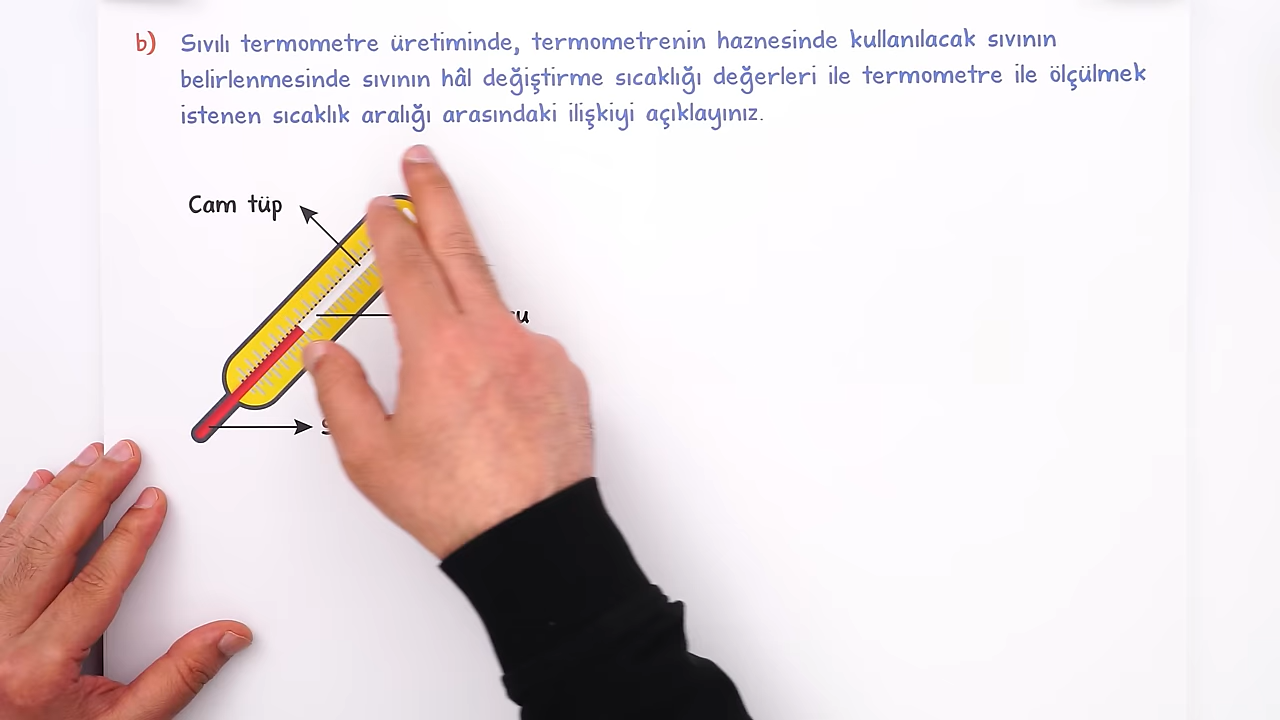 b) Sıvılı termometre üretiminde, termometrenin haznesinde kullanılacak sıvının
belirlenmesinde sıvının hâl değiştirme sıcaklığı değerleri ile termometre ile ölçülmek
istenen sıcaklık aralığı arasındaki ilişkiyi açıklayınız.
Cam tüp